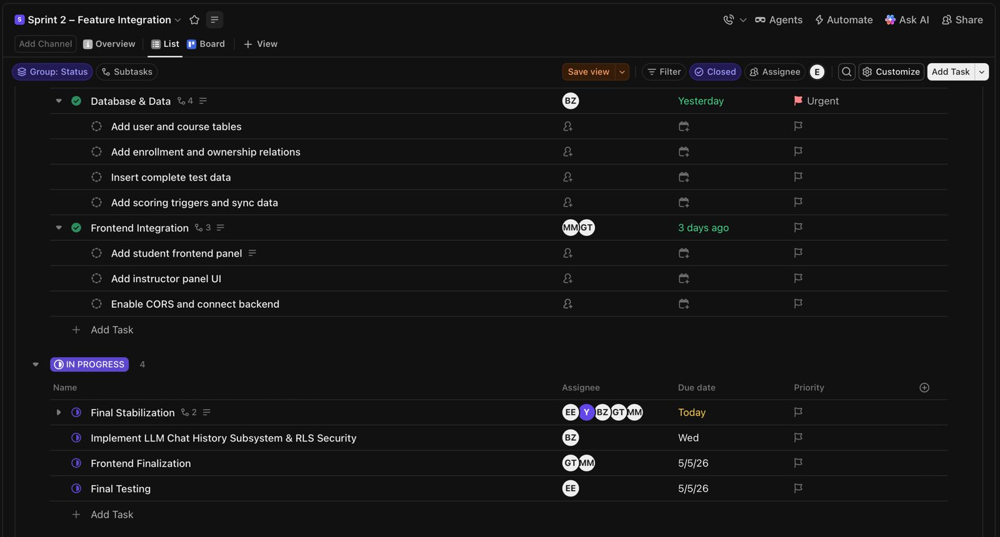 S Sprint 2 – Feature Integration
Agents Automate Ask AI Share
Add Channel Overview List Board + View
Group: Status Subtasks Save view Filter Closed Assignee E Customize Add Task
Database & Data 4 BZ Yesterday Urgent
Add user and course tables
Add enrollment and ownership relations
Insert complete test data
Add scoring triggers and sync data
Frontend Integration 3 MM GT 3 days ago
Add student frontend panel
Add instructor panel UI
Enable CORS and connect backend
+ Add Task
IN PROGRESS 4
Name Assignee Due date Priority
Final Stabilization 2 EE Y BZ GT MM Today
Implement LLM Chat History Subsystem & RLS Security BZ Wed
Frontend Finalization GT MM 5/5/26
Final Testing EE 5/5/26
+ Add Task